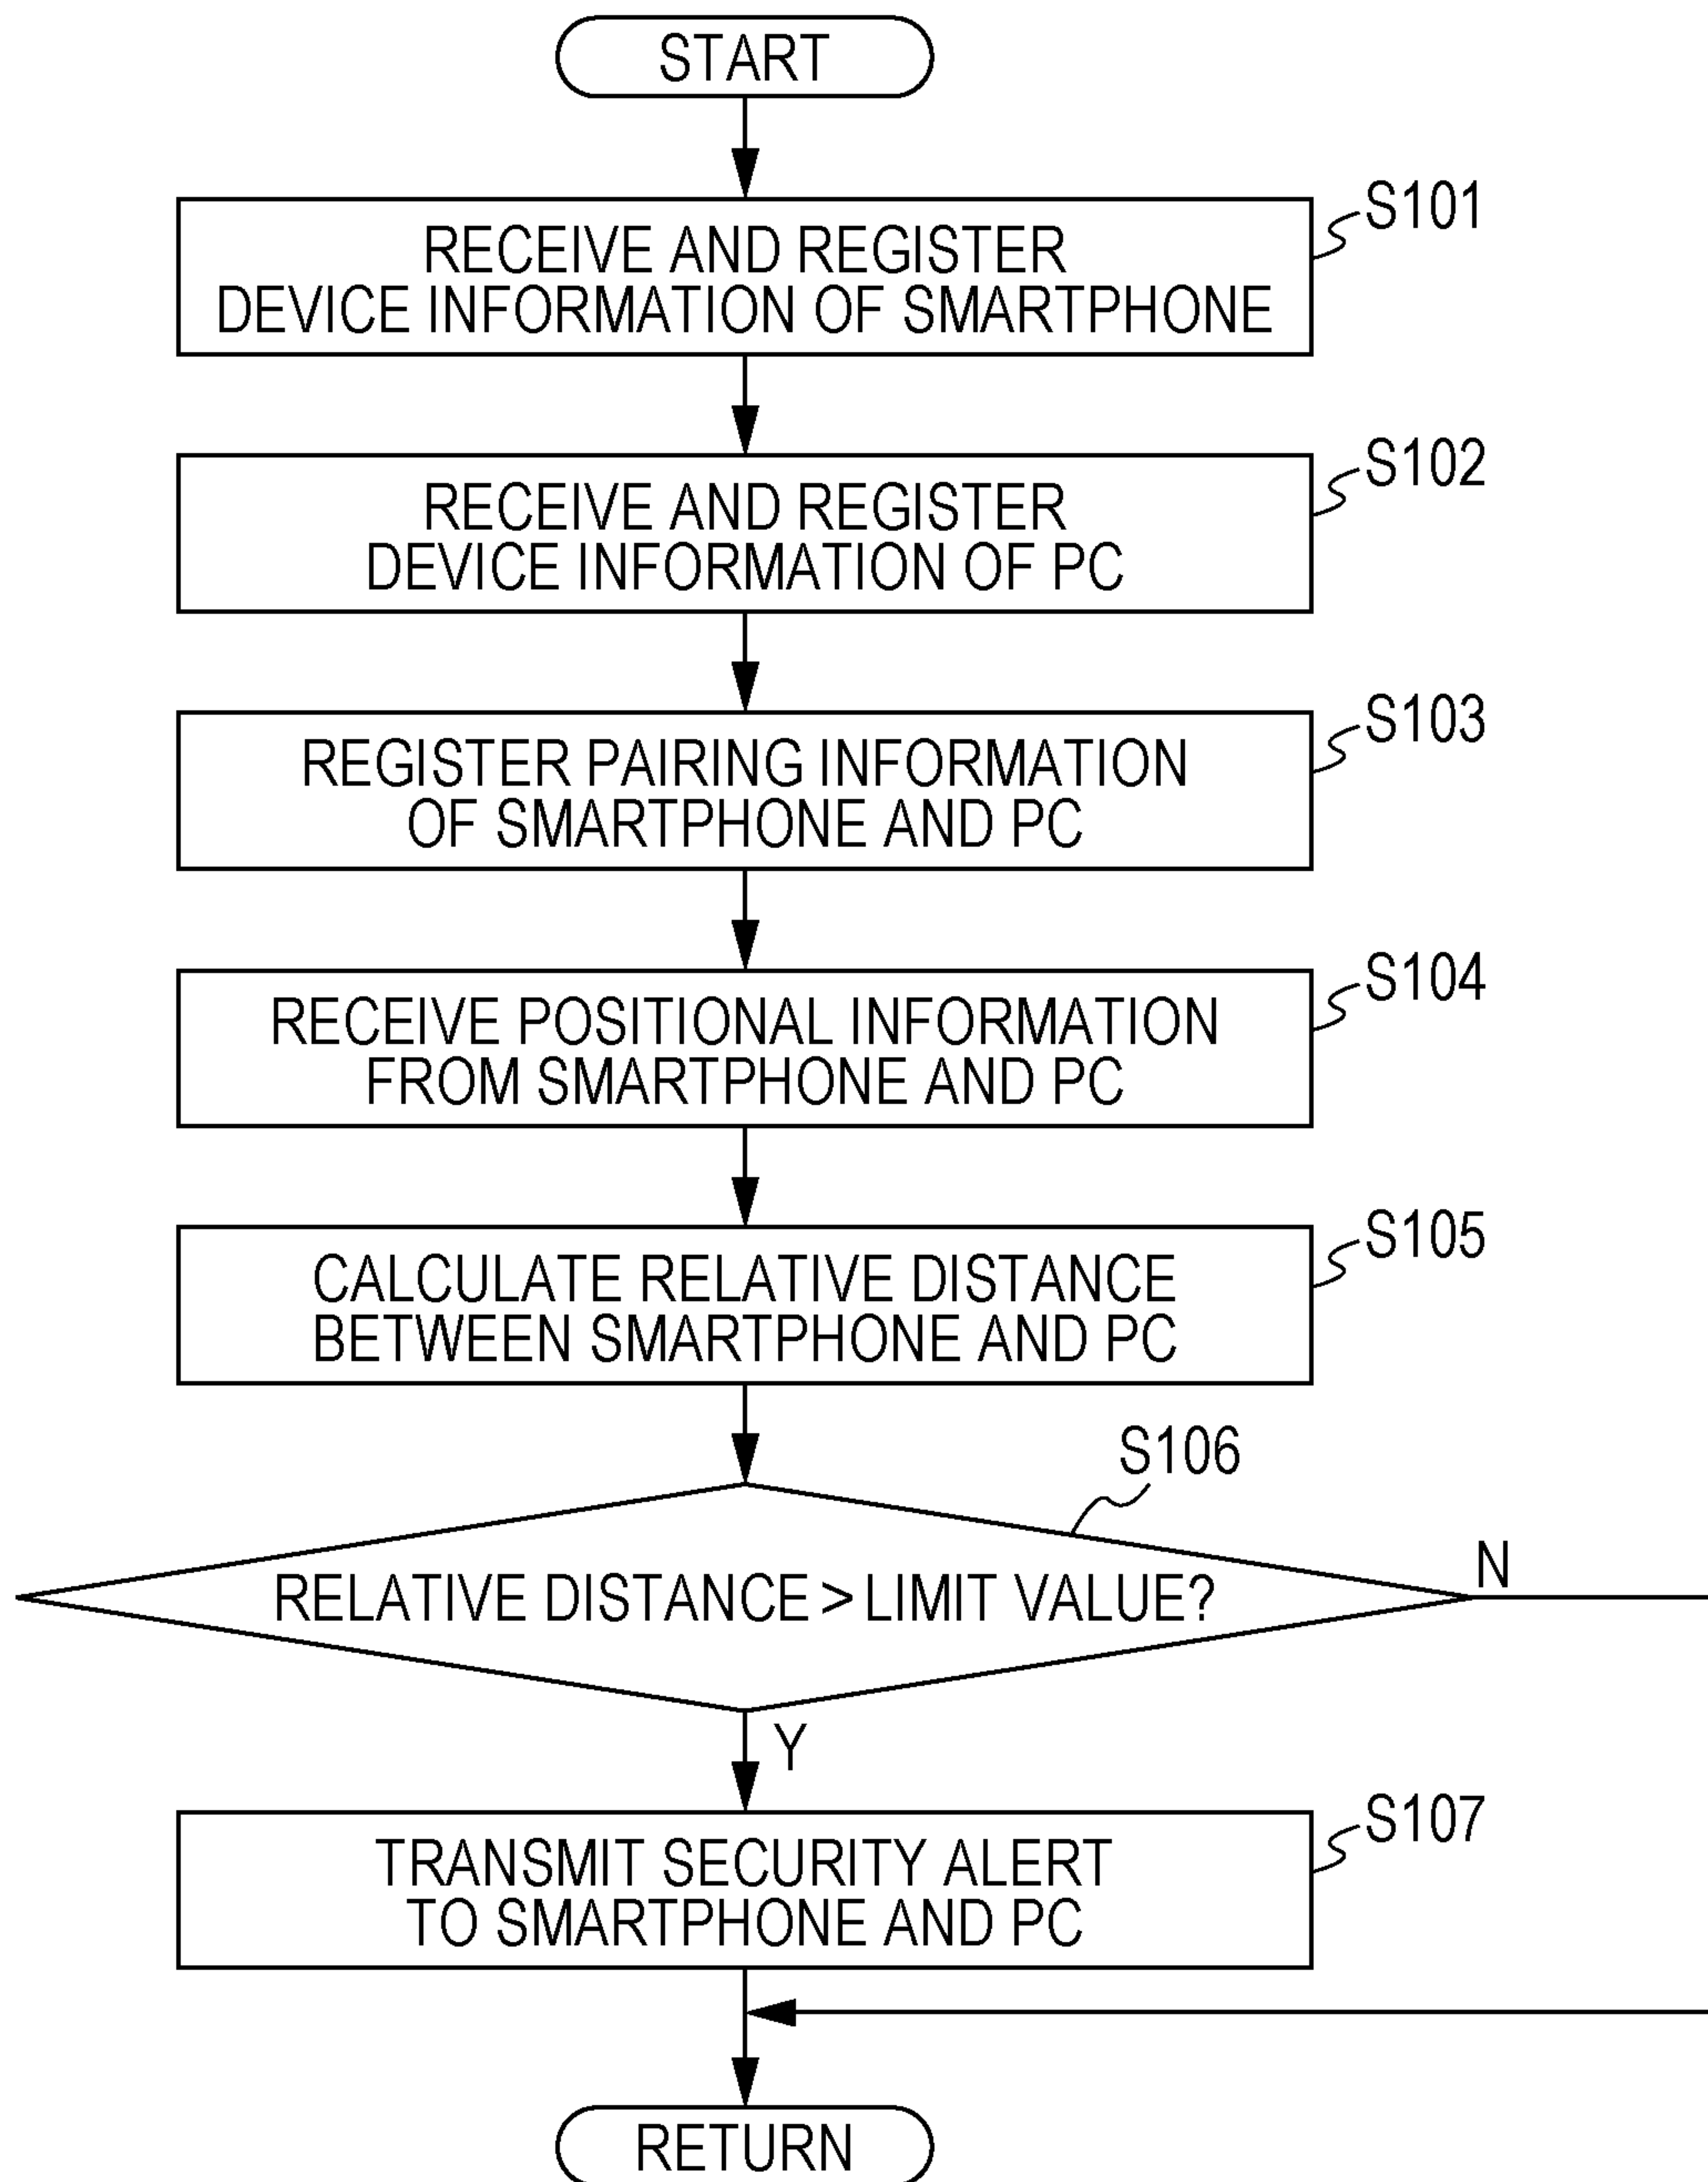 START
S101
RECEIVE AND REGISTER
DEVICE INFORMATION OF SMARTPHONE
S102
RECEIVE AND REGISTER
DEVICE INFORMATION OF PC
S103
REGISTER PAIRING INFORMATION
OF SMARTPHONE AND PC
S104
RECEIVE POSITIONAL INFORMATION
FROM SMARTPHONE AND PC
S105
CALCULATE RELATIVE DISTANCE
BETWEEN SMARTPHONE AND PC
S106
RELATIVE DISTANCE > LIMIT VALUE?
N
Y
S107
TRANSMIT SECURITY ALERT
TO SMARTPHONE AND PC
RETURN